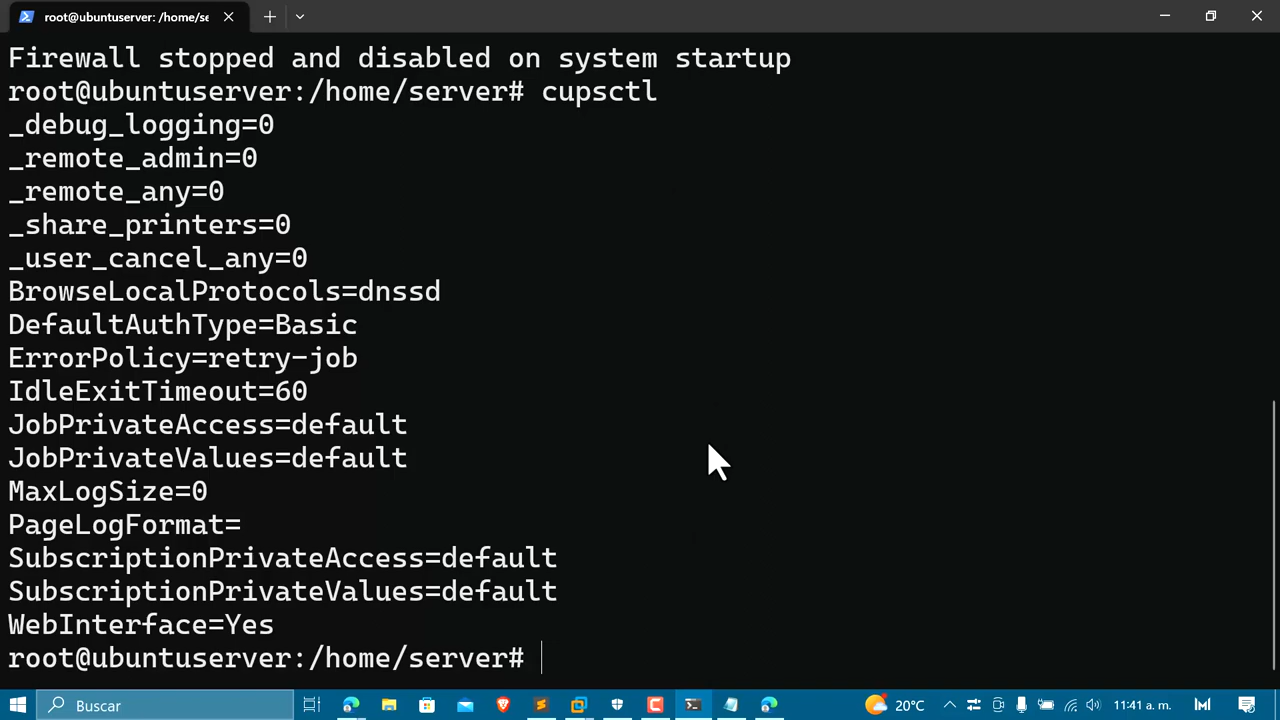 root@ubuntuserver: /home/se
Firewall stopped and disabled on system startup
root@ubuntuserver:/home/server# cupsctl
_debug_logging=0
_remote_admin=0
_remote_any=0
_share_printers=0
_user_cancel_any=0
BrowseLocalProtocols=dnssd
DefaultAuthType=Basic
ErrorPolicy=retry-job
IdleExitTimeout=60
JobPrivateAccess=default
JobPrivateValues=default
MaxLogSize=0
PageLogFormat=
SubscriptionPrivateAccess=default
SubscriptionPrivateValues=default
WebInterface=Yes
root@ubuntuserver:/home/server#
Buscar 20°C 11:41 a. m.